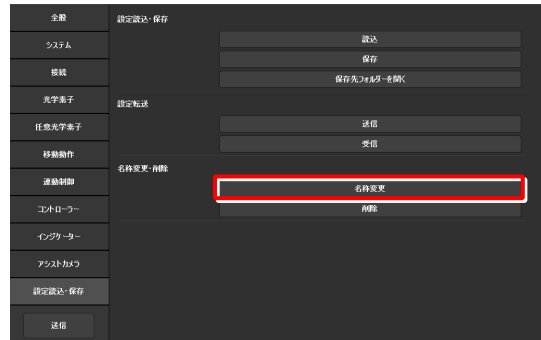 全般
システム
接続
光学素子
任意光学素子
移動動作
連動制御
コントローラー
インジケーター
アシストカメラ
設定読込・保存
送信
設定読込・保存
読込
保存
保存先フォルダーを開く
設定転送
送信
受信
名称変更・削除
名称変更
削除